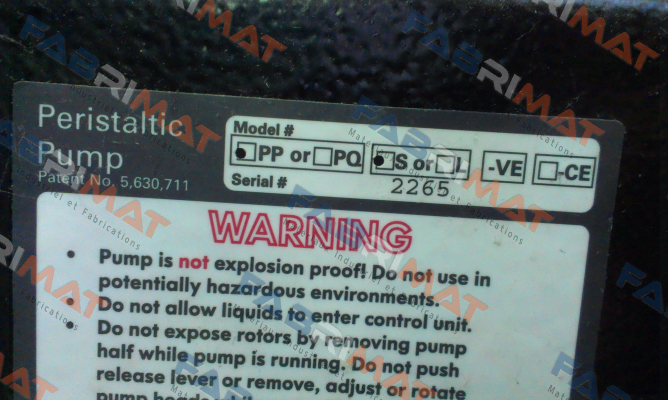 Peristaltic
Pump
Patent No. 5,630,711
Model #
PP or PQ S or L -VE -CE
Serial # 2265
WARNING
• Pump is not explosion proof! Do not use in
potentially hazardous environments.
• Do not allow liquids to enter control unit.
• Do not expose rotors by removing pump
half while pump is running. Do not push
release lever or remove, adjust or rotate
FABRIMAT